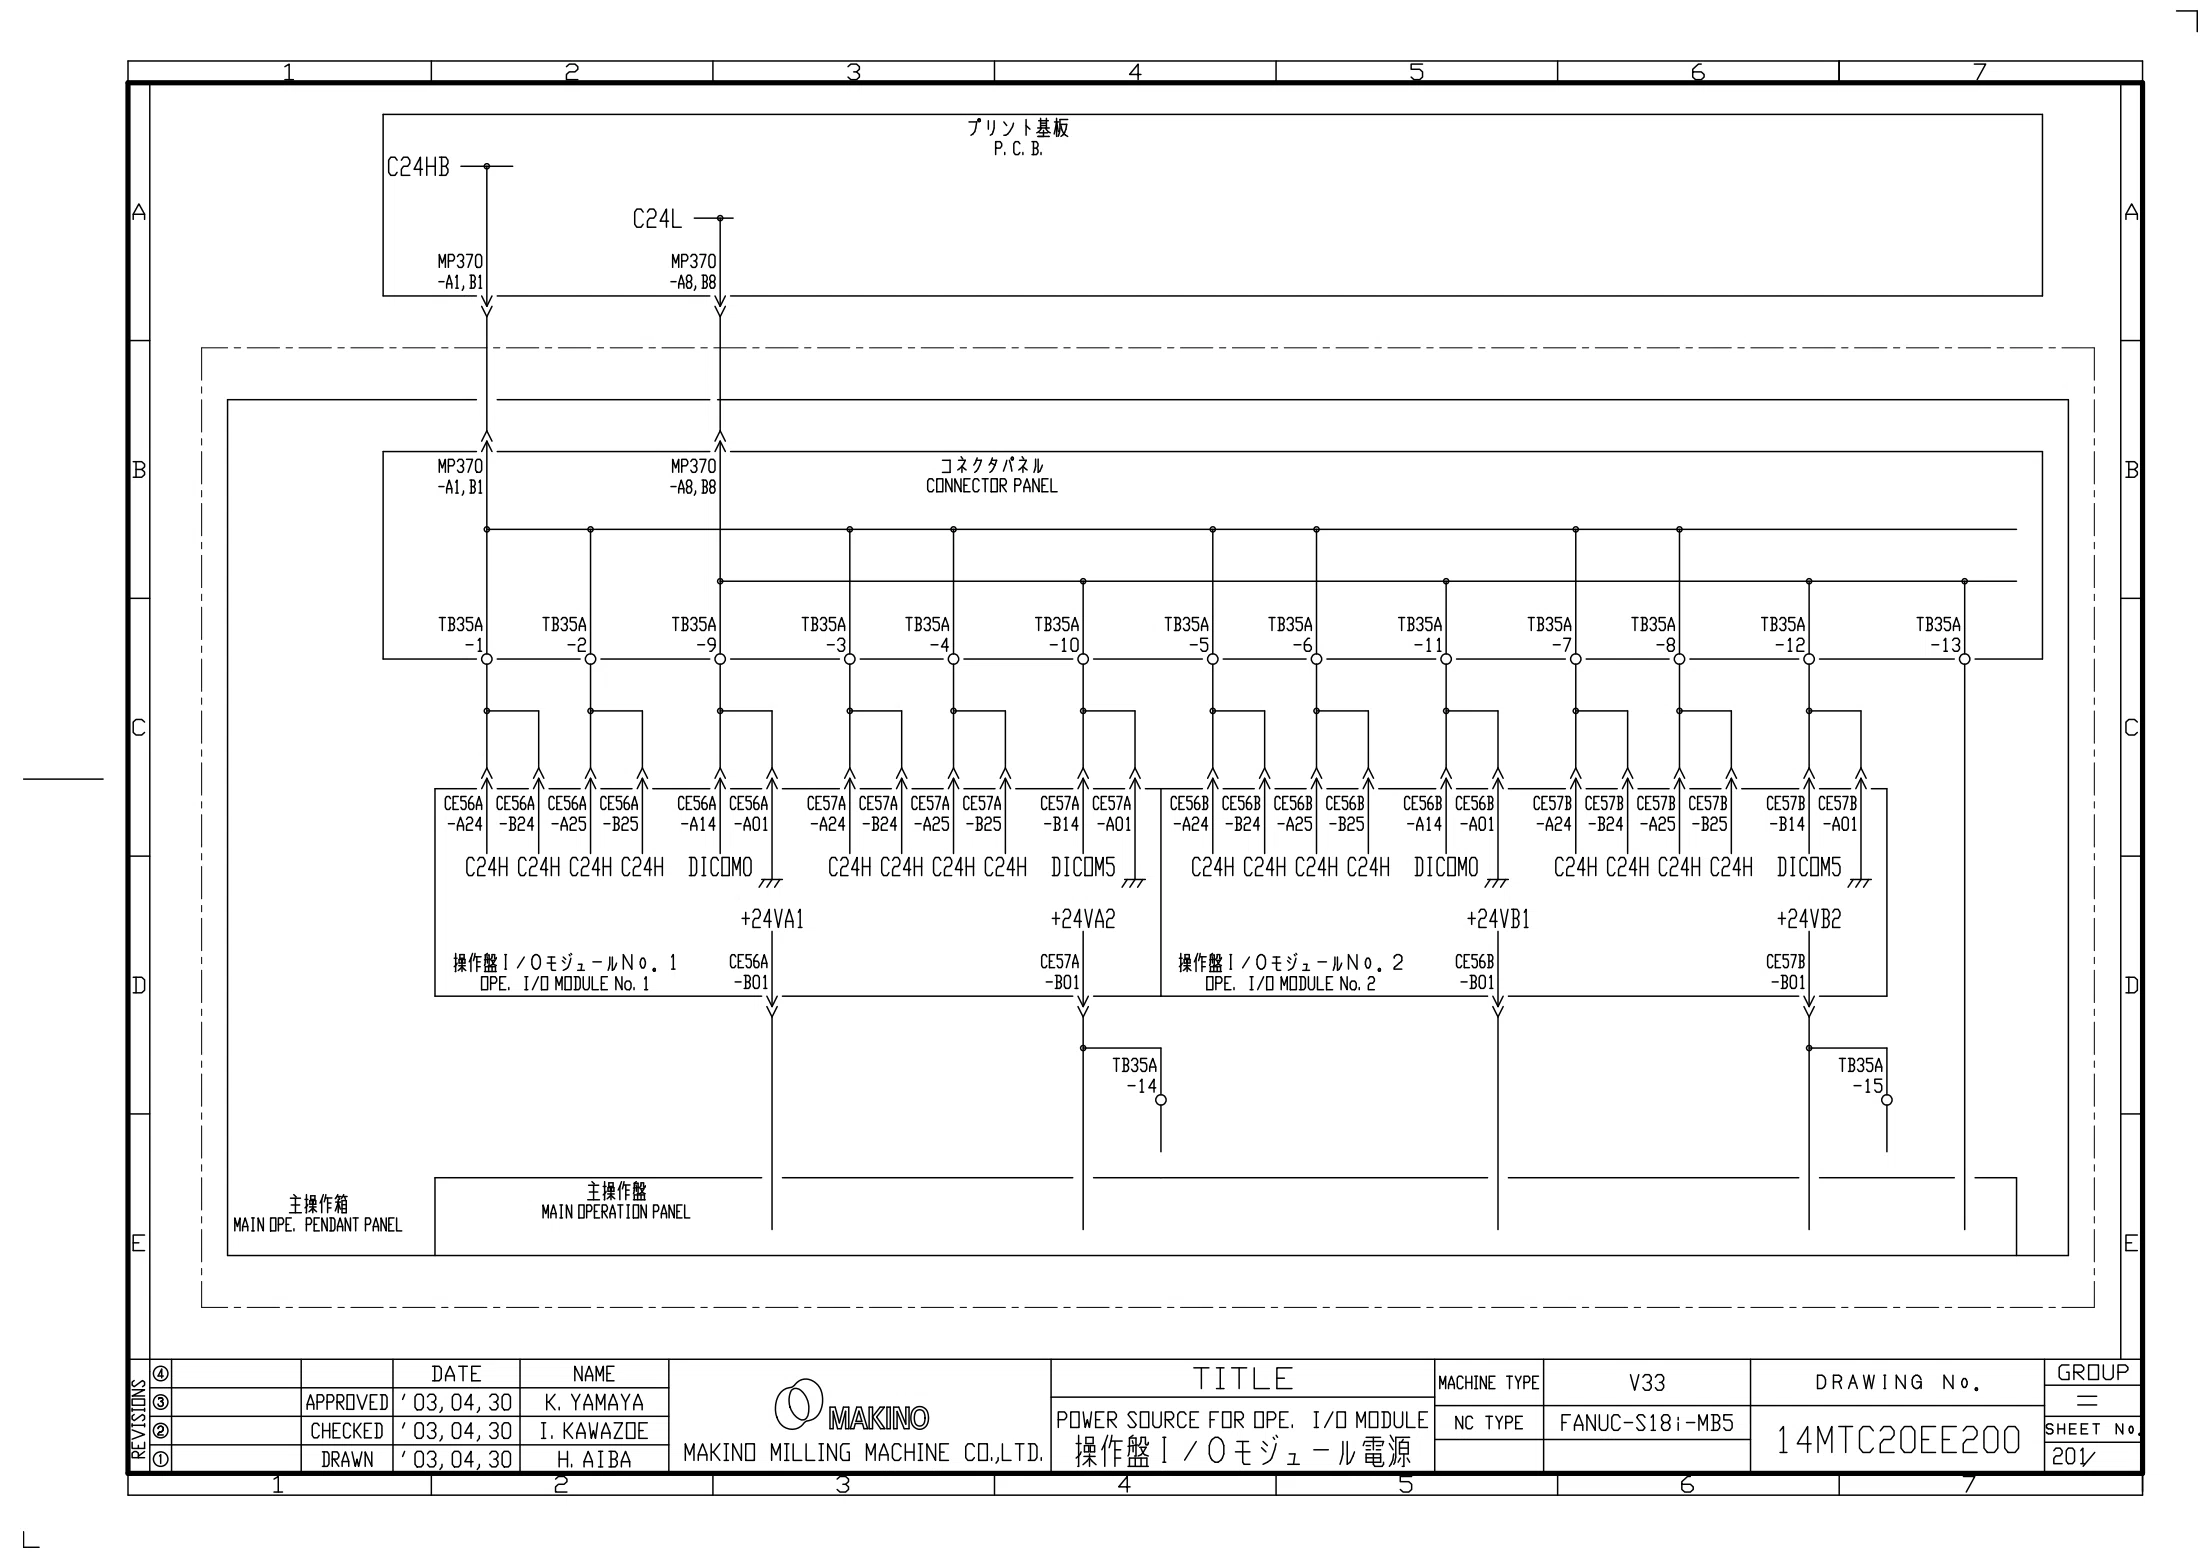 1 2 3 4 5 6 7
プリント基板
P. C. B.
C24HB
C24L
A A
MP370 MP370
-A1, B1 -A8, B8
B B
MP370 MP370
-A1, B1 -A8, B8
コネクタパネル
CONNECTOR PANEL
TB35A TB35A TB35A TB35A TB35A TB35A TB35A TB35A TB35A TB35A TB35A TB35A TB35A
-1 -2 -9 -3 -4 -10 -5 -6 -11 -7 -8 -12 -13
C C
CE56A CE56A CE56A CE56A CE56A CE56A CE57A CE57A CE57A CE57A CE57A CE57A CE56B CE56B CE56B CE56B CE56B CE56B CE57B CE57B CE57B CE57B CE57B CE57B
-A24 -B24 -A25 -B25 -A14 -A01 -A24 -B24 -A25 -B25 -B14 -A01 -A24 -B24 -A25 -B25 -A14 -A01 -A24 -B24 -A25 -B25 -B14 -A01
C24H C24H C24H C24H DICOM0 C24H C24H C24H C24H DICOM5 C24H C24H C24H C24H DICOM0 C24H C24H C24H C24H DICOM5
+24VA1 +24VA2 +24VB1 +24VB2
操作盤I/OモジュールNo. 1
OPE. I/O MODULE No. 1
CE56A
-B01
CE57A
-B01
操作盤I/OモジュールNo. 2
OPE. I/O MODULE No. 2
CE56B
-B01
CE57B
-B01
D D
TB35A TB35A
-14 -15
主操作箱
MAIN OPE. PENDANT PANEL
主操作盤
MAIN OPERATION PANEL
E E
REVISIONS
④
③
②
①
DATE NAME
APPROVED '03, 04, 30 K. YAMAYA
CHECKED '03, 04, 30 I. KAWAZOE
DRAWN '03, 04, 30 H. AIBA
MAKINO
MAKINO MILLING MACHINE CO.,LTD.
TITLE
POWER SOURCE FOR OPE. I/O MODULE
操作盤I/Oモジュール電源
MACHINE TYPE V33
NC TYPE FANUC-S18i-MB5
DRAWING No.
14MTC20EE200
GROUP
=
SHEET No.
201/
1 2 3 4 5 6 7